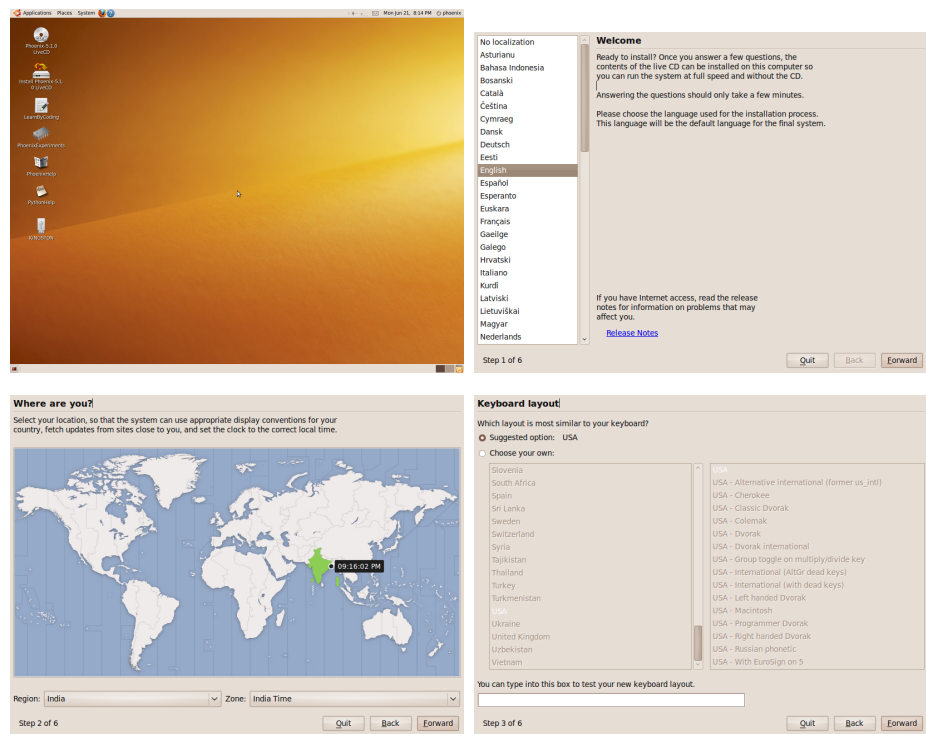 Applications Places System
Mon Jun 21, 8:14 PM phoenix
Phoenix-5.1.0
LiveCD
Install Phoenix-5.1.
0 LiveCD
LearnByCoding
PhoenixExperiments
PhoenixHelp
PythonHelp
No localization
Asturianu
Bahasa Indonesia
Bosanski
Català
Čeština
Cymraeg
Dansk
Deutsch
Eesti
English
Español
Esperanto
Euskara
Français
Gaeilge
Galego
Hrvatski
Italiano
Kurdî
Latviski
Lietuviškai
Magyar
Nederlands
Welcome
Ready to install? Once you answer a few questions, the
contents of the live CD can be installed on this computer so
you can run the system at full speed and without the CD.
Answering the questions should only take a few minutes.
Please choose the language used for the installation process.
This language will be the default language for the final system.
If you have Internet access, read the release
notes for information on problems that may
affect you.
Release Notes
Step 1 of 6
Quit
Back
Forward
Where are you?
Select your location, so that the system can use appropriate display conventions for your
country, fetch updates from sites close to you, and set the clock to the correct local time.
09:16:02 PM
Region: India
Zone: India Time
Step 2 of 6
Quit
Back
Forward
Keyboard layout
Which layout is most similar to your keyboard?
Suggested option: USA
Choose your own:
Slovenia
South Africa
Spain
Sri Lanka
Sweden
Switzerland
Syria
Tajikistan
Thailand
Turkey
Turkmenistan
USA
Ukraine
United Kingdom
Uzbekistan
Vietnam
USA
USA - Alternative international (former us_intl)
USA - Cherokee
USA - Classic Dvorak
USA - Colemak
USA - Dvorak
USA - Dvorak international
USA - Group toggle on multiply/divide key
USA - International (AltGr dead keys)
USA - International (with dead keys)
USA - Left handed Dvorak
USA - Macintosh
USA - Programmer Dvorak
USA - Right handed Dvorak
USA - Russian phonetic
USA - With EuroSign on 5
You can type into this box to test your new keyboard layout.
Step 3 of 6
Quit
Back
Forward